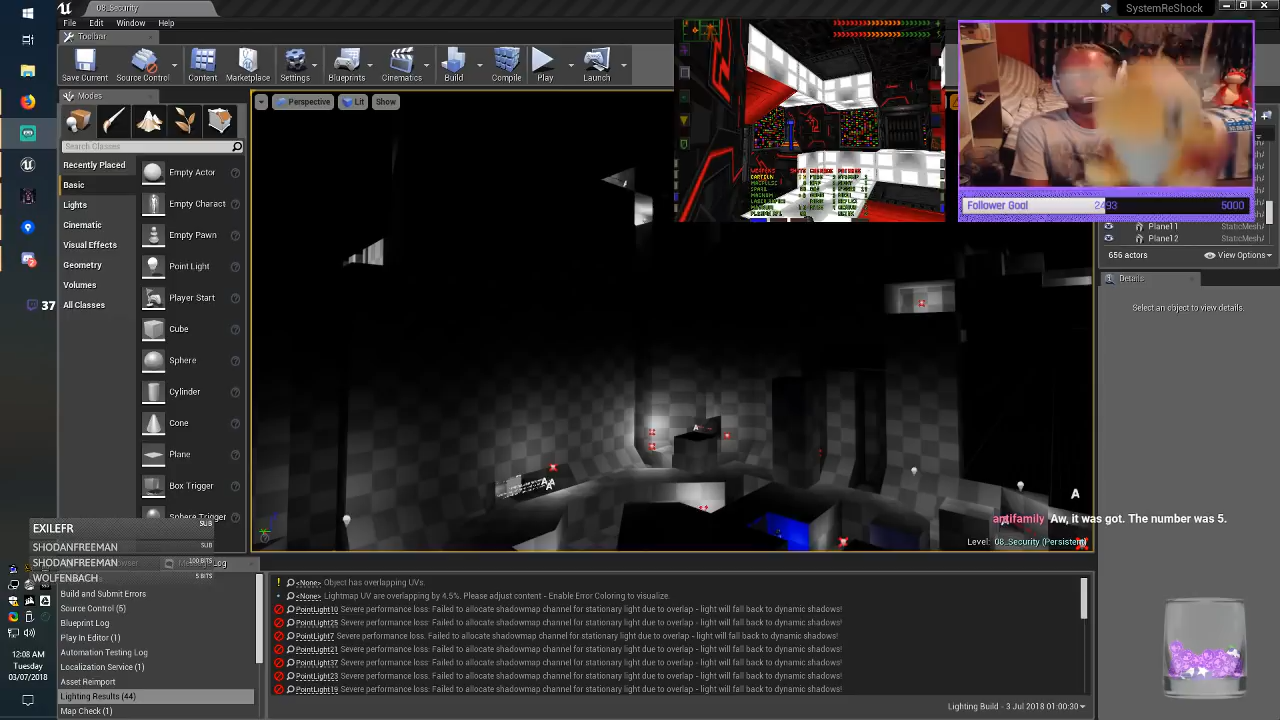 08_Security
SystemReShock
File Edit Window Help
Toolbar
Save Current
Source Control
Content
Marketplace
Settings
Blueprints
Cinematics
Build
Compile
Play
Launch
Modes
Search Classes
Recently Placed
Basic
Lights
Cinematic
Visual Effects
Geometry
Volumes
All Classes
Empty Actor
Empty Charact
Empty Pawn
Point Light
Player Start
Cube
Sphere
Cylinder
Cone
Plane
Box Trigger
Sphere Trigger
Perspective
Lit
Show
Follower Goal 2493 5000
Plane11 StaticMeshA
Plane12 StaticMeshA
656 actors
View Options
Details
Select an object to view details.
37
A
antifamily Aw, it was got. The number was 5.
Level: 08_Security (Persistent)
EXILEFR SUB
SHODANFREEMAN SUB
SHODANFREEMAN 100 BITS
WOLFENBACH 5 BITS
Log
Build and Submit Errors
Source Control (5)
Blueprint Log
Play In Editor (1)
Automation Testing Log
Localization Service (1)
Asset Reimport
Lighting Results (44)
Map Check (1)
<None> Object has overlapping UVs.
<None> Lightmap UV are overlapping by 4.5%. Please adjust content - Enable Error Coloring to visualize.
PointLight10 Severe performance loss: Failed to allocate shadowmap channel for stationary light due to overlap - light will fall back to dynamic shadows!
PointLight25 Severe performance loss: Failed to allocate shadowmap channel for stationary light due to overlap - light will fall back to dynamic shadows!
PointLight7 Severe performance loss: Failed to allocate shadowmap channel for stationary light due to overlap - light will fall back to dynamic shadows!
PointLight21 Severe performance loss: Failed to allocate shadowmap channel for stationary light due to overlap - light will fall back to dynamic shadows!
PointLight37 Severe performance loss: Failed to allocate shadowmap channel for stationary light due to overlap - light will fall back to dynamic shadows!
PointLight23 Severe performance loss: Failed to allocate shadowmap channel for stationary light due to overlap - light will fall back to dynamic shadows!
PointLight19 Severe performance loss: Failed to allocate shadowmap channel for stationary light due to overlap - light will fall back to dynamic shadows!
Lighting Build - 3 Jul 2018 01:00:30
12:08 AM
Tuesday
03/07/2018